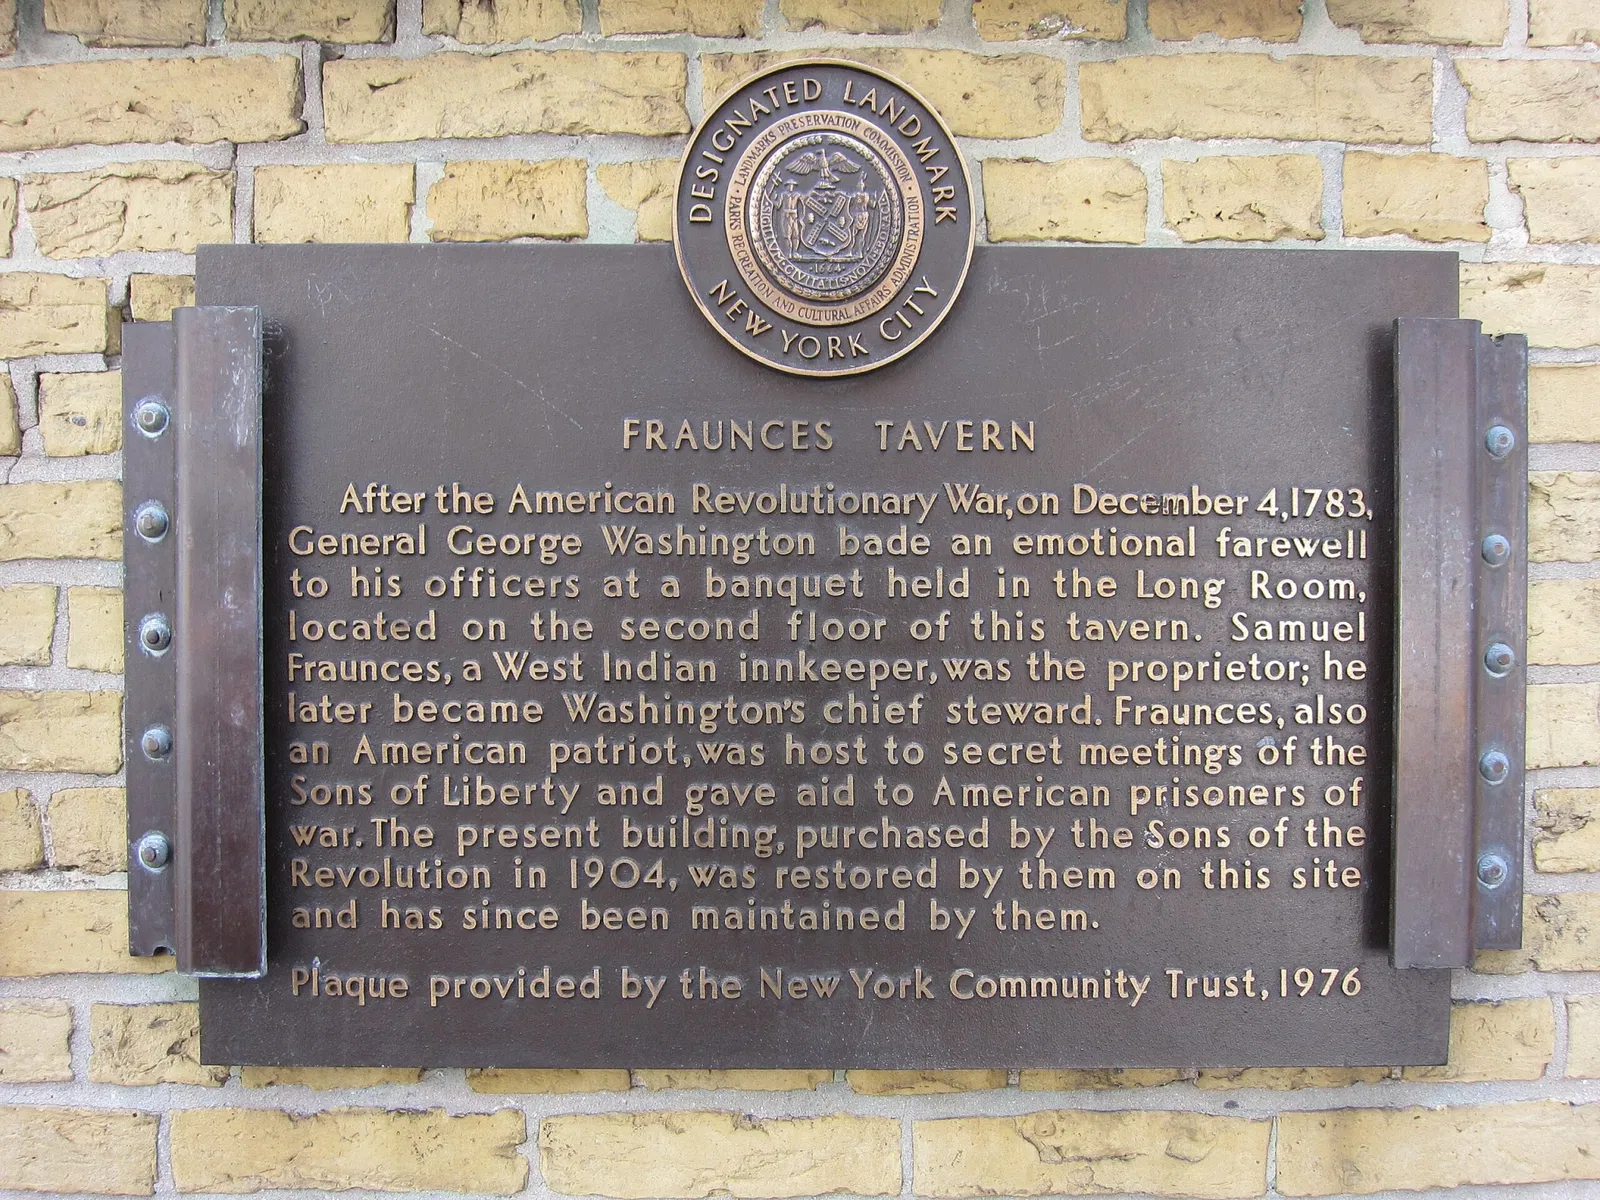 DESIGNATED LANDMARK
LANDMARKS PRESERVATION COMMISSION
PARKS RECREATION AND CULTURAL AFFAIRS ADMINISTRATION
1664
NEW YORK CITY
FRAUNCES TAVERN
After the American Revolutionary War, on December 4, 1783,
General George Washington bade an emotional farewell
to his officers at a banquet held in the Long Room,
located on the second floor of this tavern. Samuel
Fraunces, a West Indian innkeeper, was the proprietor; he
later became Washington's chief steward. Fraunces, also
an American patriot, was host to secret meetings of the
Sons of Liberty and gave aid to American prisoners of
war. The present building, purchased by the Sons of the
Revolution in 1904, was restored by them on this site
and has since been maintained by them.
Plaque provided by the New York Community Trust, 1976